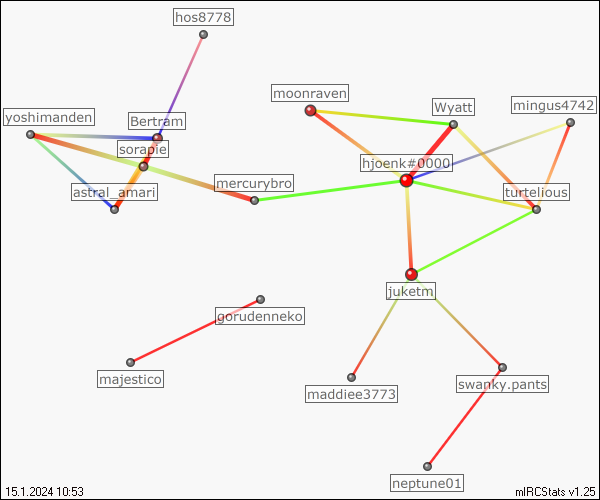 hos8778
moonraven
Wyatt
mingus4742
yoshimanden
Bertram
sorapie
hjoenk#0000
astral_amari
mercurybro
turtelious
juketm
gorudenneko
majestico
maddiee3773
swanky.pants
neptune01
15.1.2024 10:53
mIRCStats v1.25